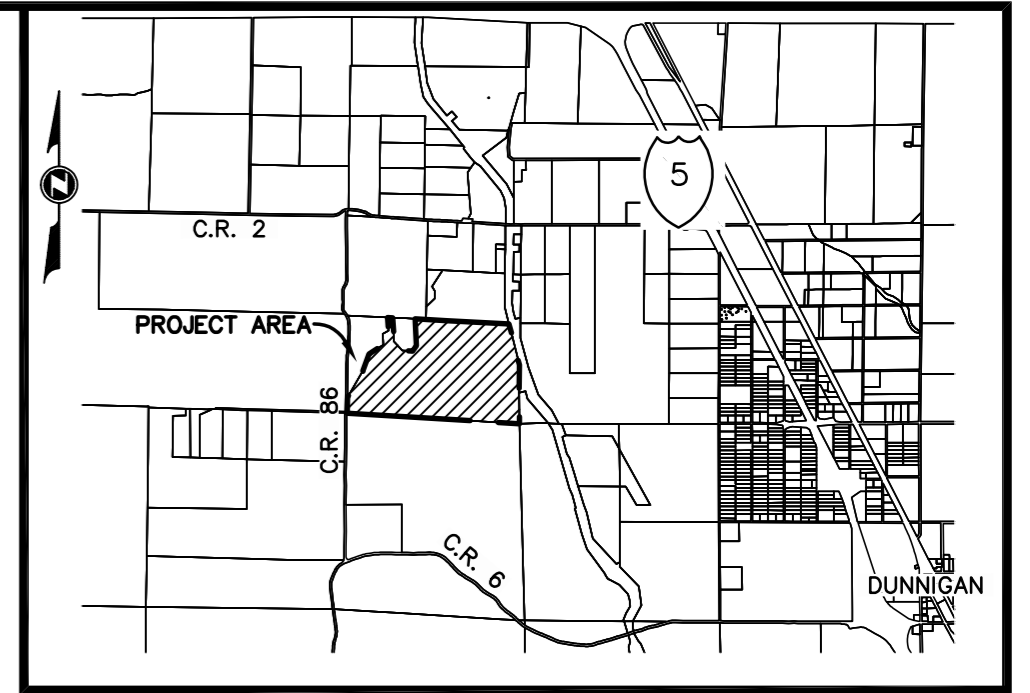 5
C.R. 2
PROJECT AREA
C.R. 86
C.R. 6
DUNNIGAN
N